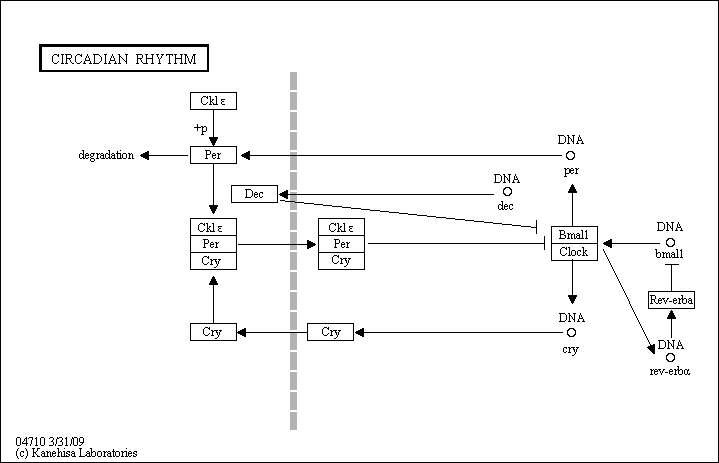 CIRCADIAN RHYTHM
Ckl ε
+p
degradation
Per
DNA
per
Dec
DNA
dec
Ckl ε
Per
Cry
Ckl ε
Per
Cry
Bmal1
Clock
DNA
bmal1
Rev-erba
Cry
Cry
DNA
cry
DNA
rev-erbα
04710 3/31/09
(c) Kanehisa Laboratories